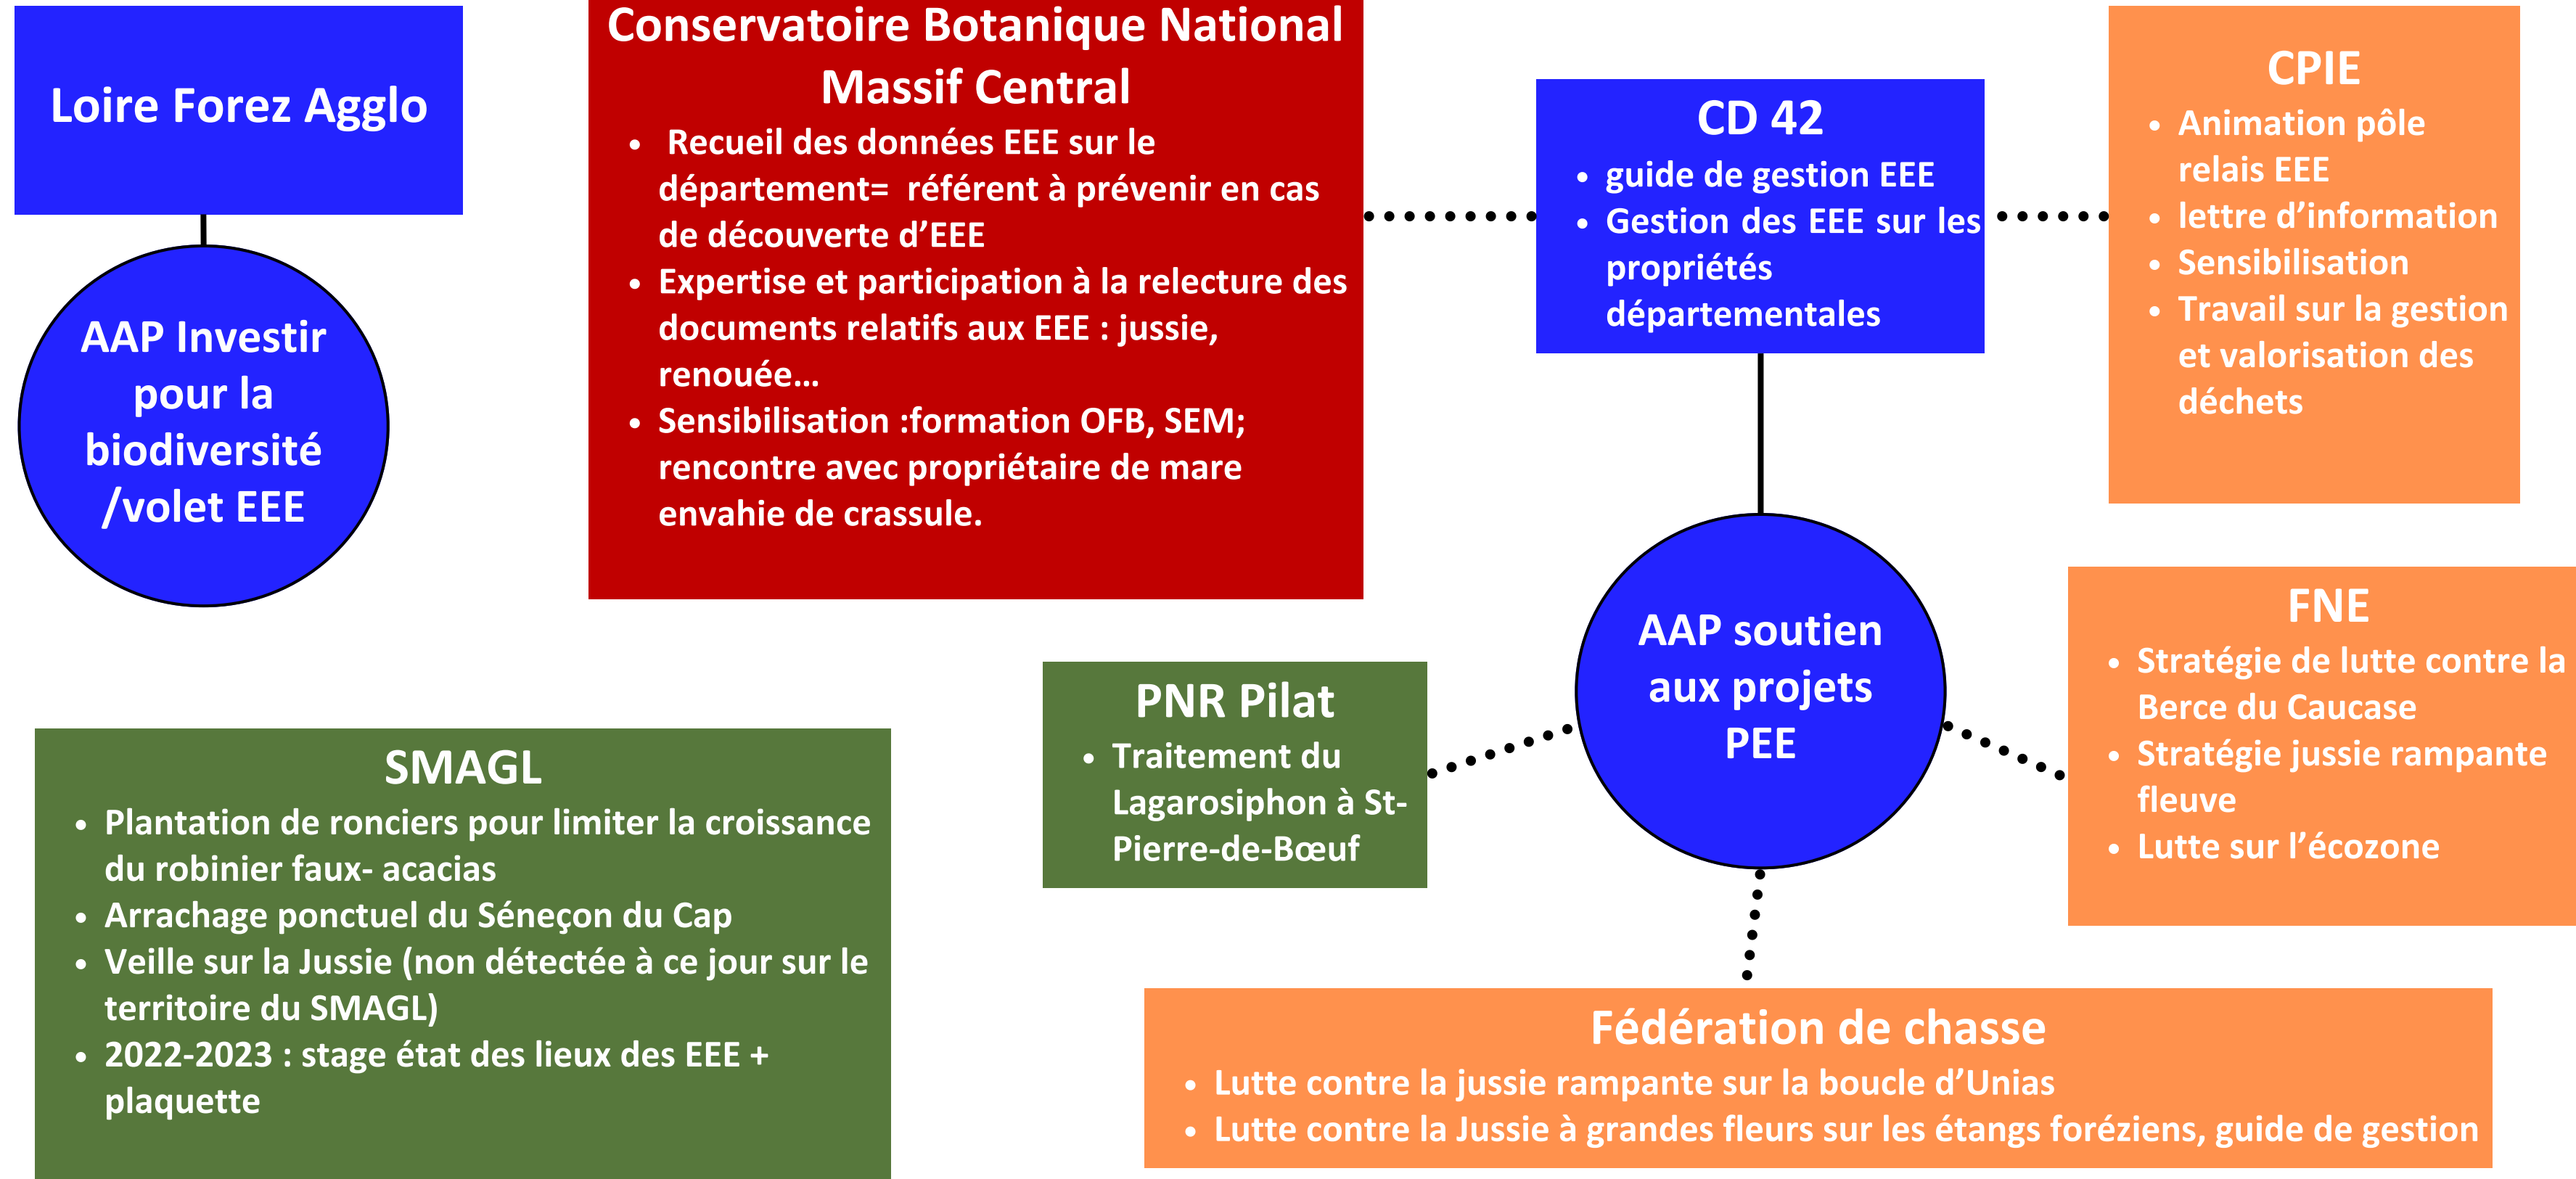 Loire Forez Agglo
AAP Investir
pour la
biodiversité
/volet EEE
Conservatoire Botanique National
Massif Central
• Recueil des données EEE sur le
département= référent à prévenir en cas
de découverte d’EEE
• Expertise et participation à la relecture des
documents relatifs aux EEE : jussie,
renouée...
• Sensibilisation :formation OFB, SEM;
rencontre avec propriétaire de mare
envahie de crassule.
CD 42
• guide de gestion EEE
• Gestion des EEE sur les
propriétés
départementales
CPIE
• Animation pôle
relais EEE
• lettre d’information
• Sensibilisation
• Travail sur la gestion
et valorisation des
déchets
AAP soutien
aux projets
PEE
FNE
• Stratégie de lutte contre la
Berce du Caucase
• Stratégie jussie rampante
fleuve
• Lutte sur l’écozone
PNR Pilat
• Traitement du
Lagarosiphon à St-
Pierre-de-Bœuf
SMAGL
• Plantation de ronciers pour limiter la croissance
du robinier faux- acacias
• Arrachage ponctuel du Séneçon du Cap
• Veille sur la Jussie (non détectée à ce jour sur le
territoire du SMAGL)
• 2022-2023 : stage état des lieux des EEE +
plaquette
Fédération de chasse
• Lutte contre la jussie rampante sur la boucle d’Unias
• Lutte contre la Jussie à grandes fleurs sur les étangs foréziens, guide de gestion